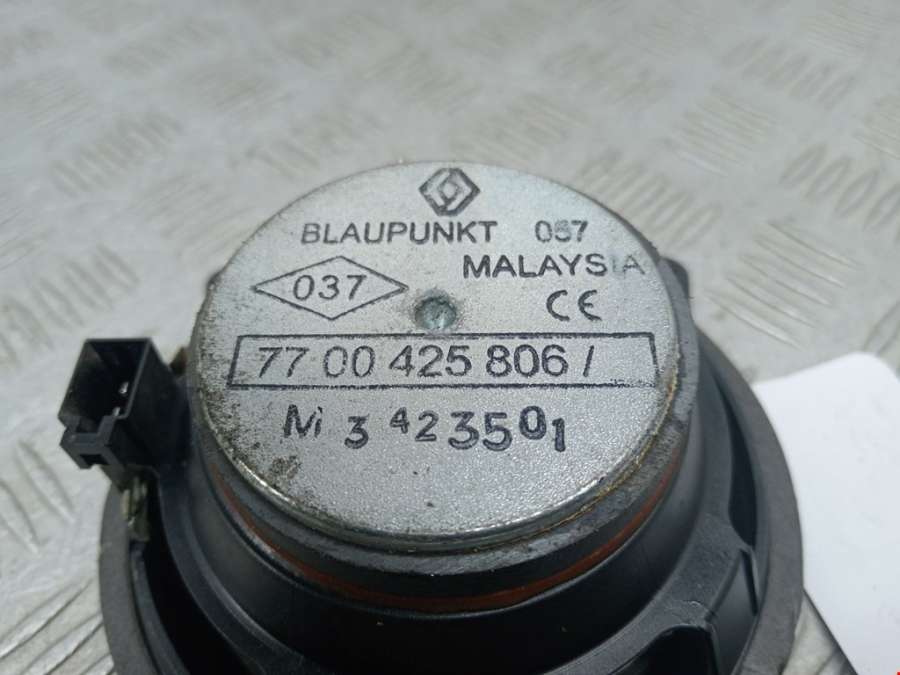 BLAUPUNKT 057
MALAYSIA
037
CE
77 00 425 806 /
M 3 423501